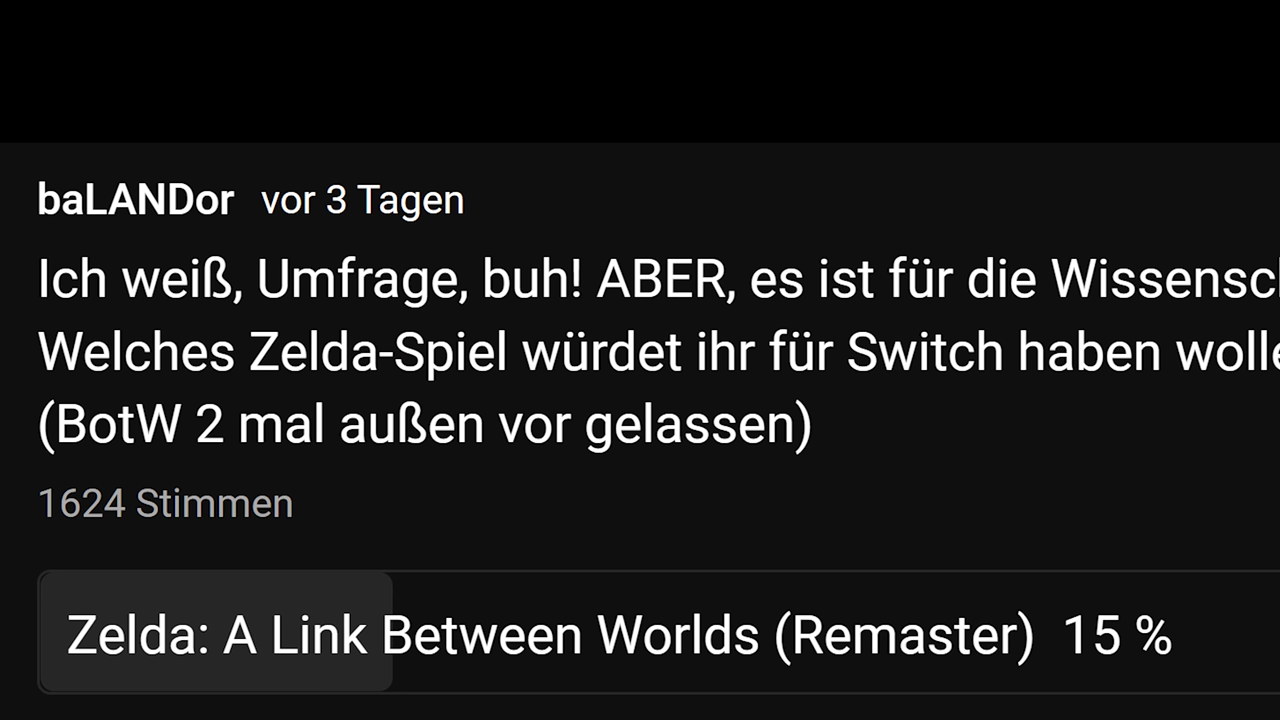 baLANDor vor 3 Tagen
Ich weiß, Umfrage, buh! ABER, es ist für die
Welches Zelda-Spiel würdet ihr für Switch haben
(BotW 2 mal außen vor gelassen)
1624 Stimmen
Zelda: A Link Between Worlds (Remaster) 15 %